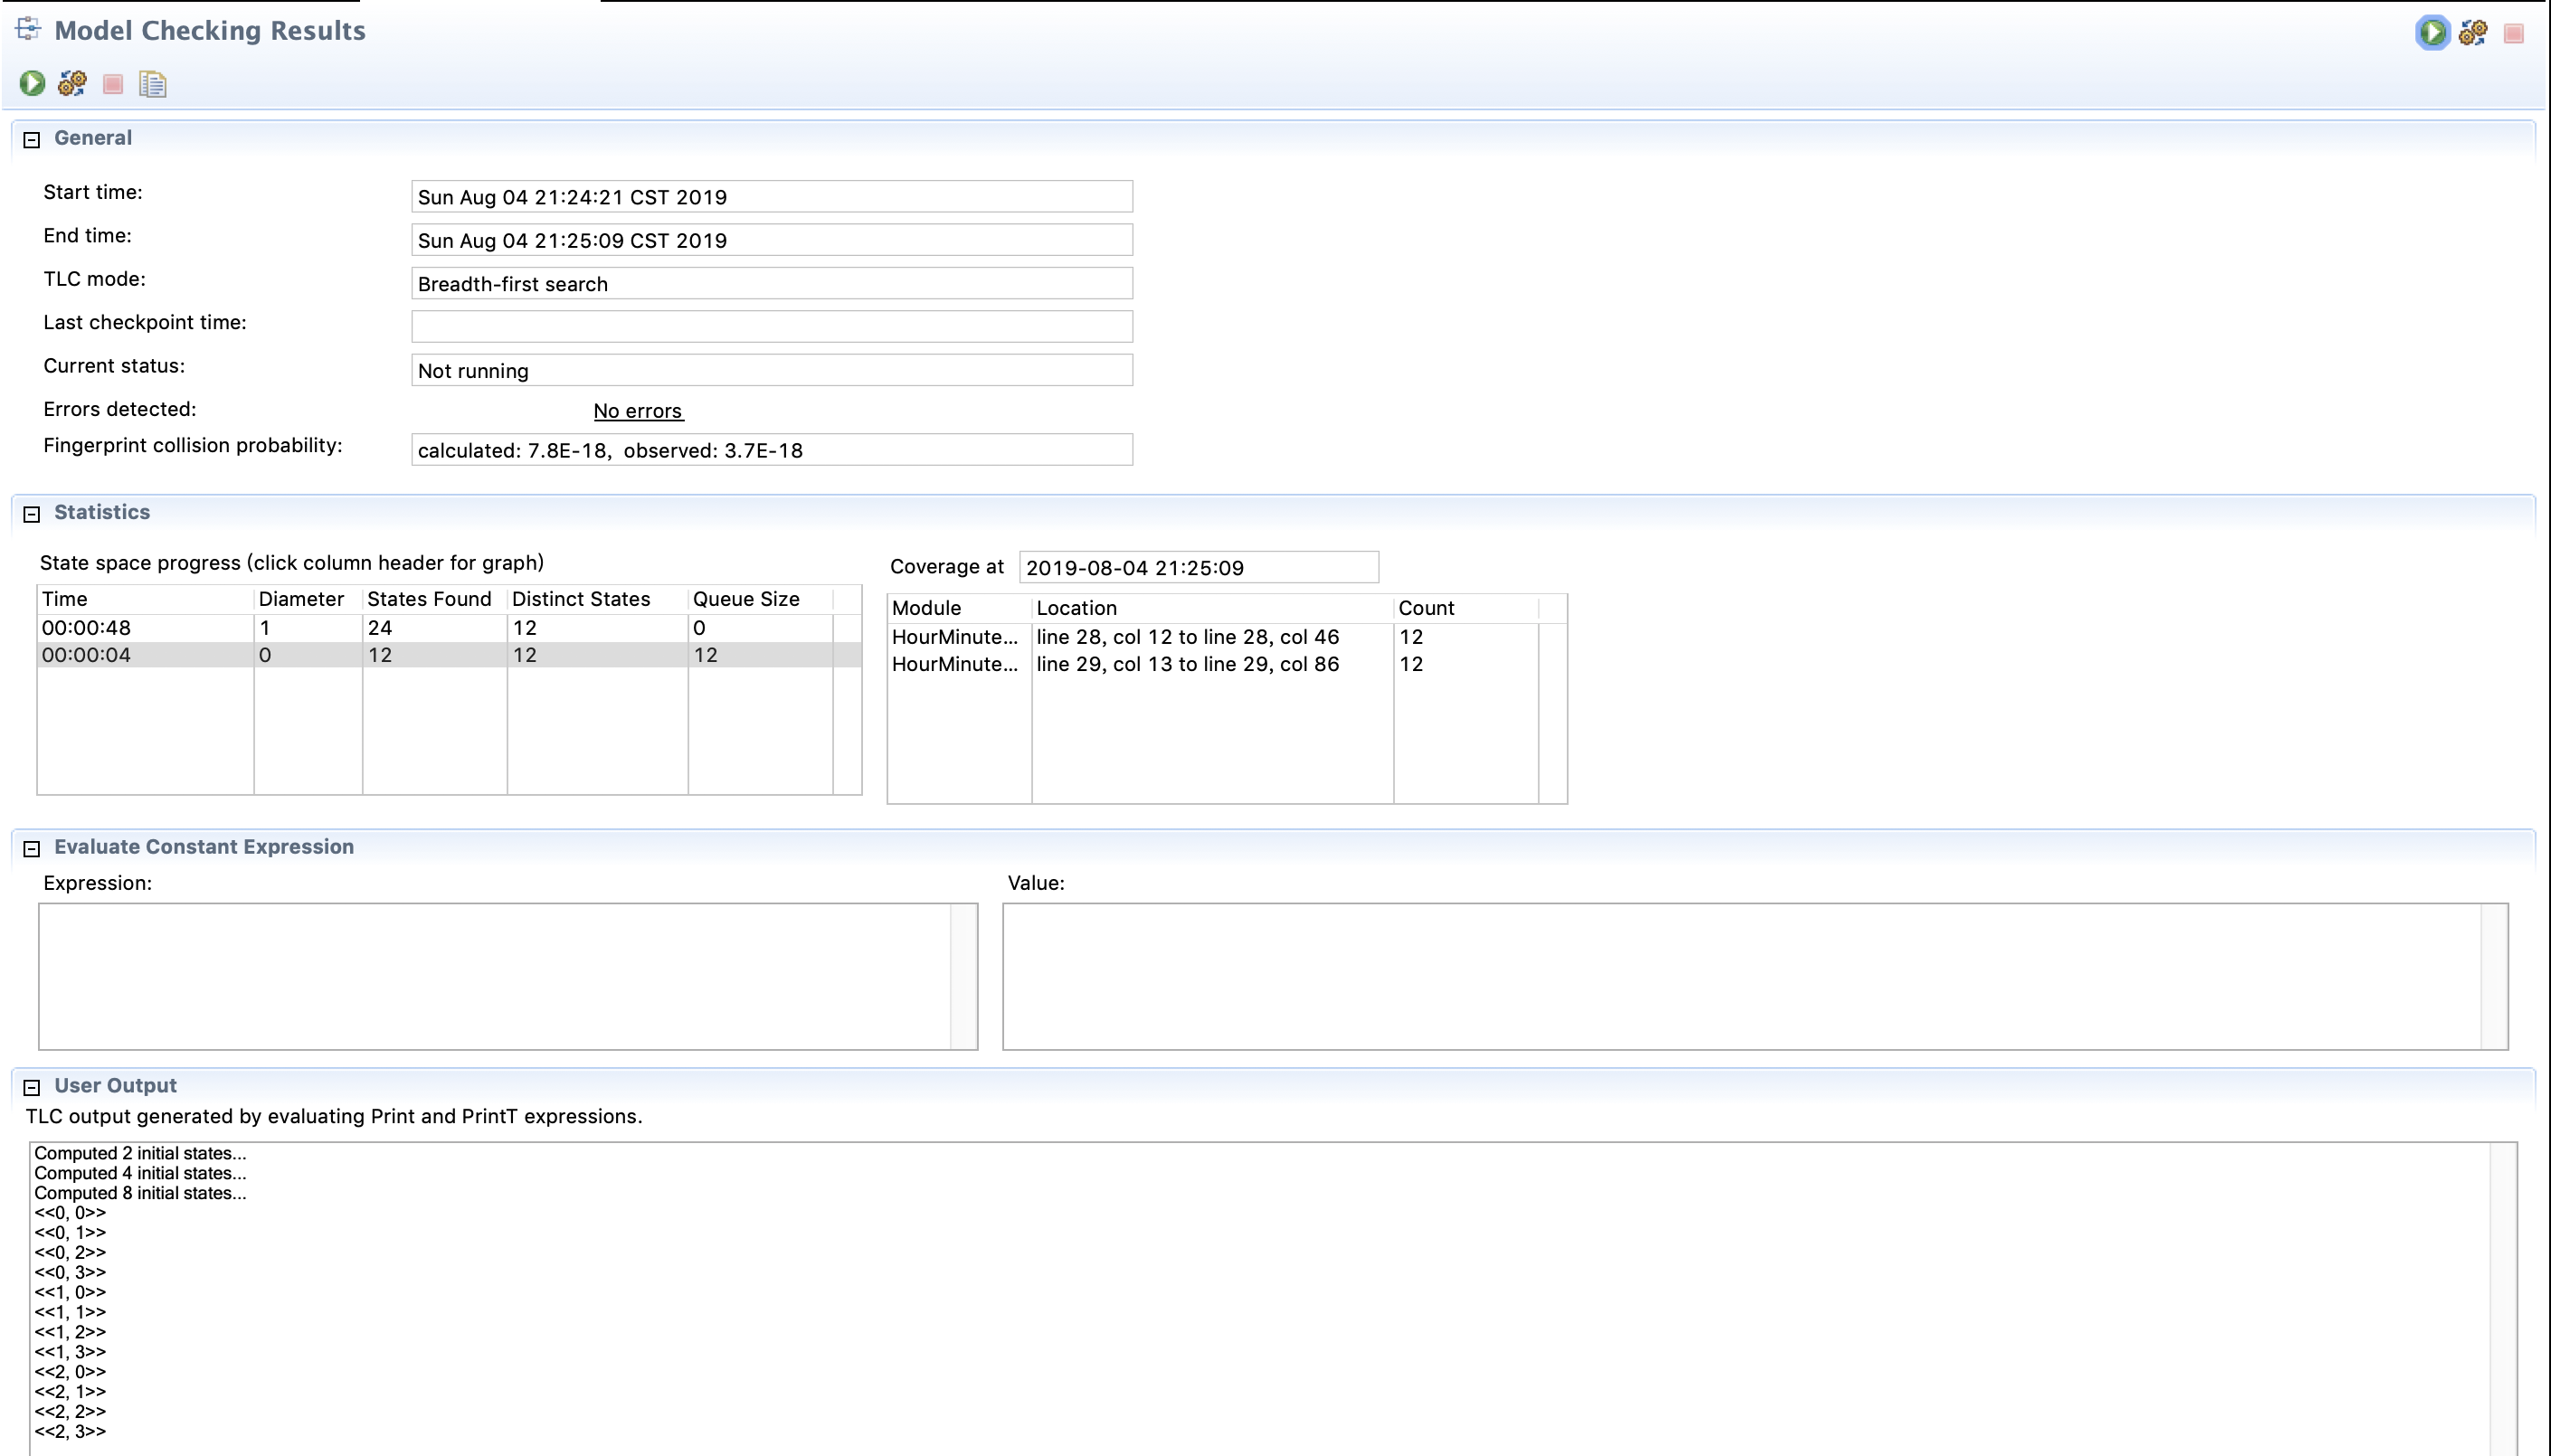 Model Checking Results
General
Start time: Sun Aug 04 21:24:21 CST 2019
End time: Sun Aug 04 21:25:09 CST 2019
TLC mode: Breadth-first search
Last checkpoint time:
Current status: Not running
Errors detected: No errors
Fingerprint collision probability: calculated: 7.8E-18, observed: 3.7E-18
Statistics
State space progress (click column header for graph)
Time Diameter States Found Distinct States Queue Size
00:00:48 1 24 12 0
00:00:04 0 12 12 12
Coverage at 2019-08-04 21:25:09
Module Location Count
HourMinute... line 28, col 12 to line 28, col 46 12
HourMinute... line 29, col 13 to line 29, col 86 12
Evaluate Constant Expression
Expression: Value:
User Output
TLC output generated by evaluating Print and PrintT expressions.
Computed 2 initial states...
Computed 4 initial states...
Computed 8 initial states...
<<0, 0>>
<<0, 1>>
<<0, 2>>
<<0, 3>>
<<1, 0>>
<<1, 1>>
<<1, 2>>
<<1, 3>>
<<2, 0>>
<<2, 1>>
<<2, 2>>
<<2, 3>>